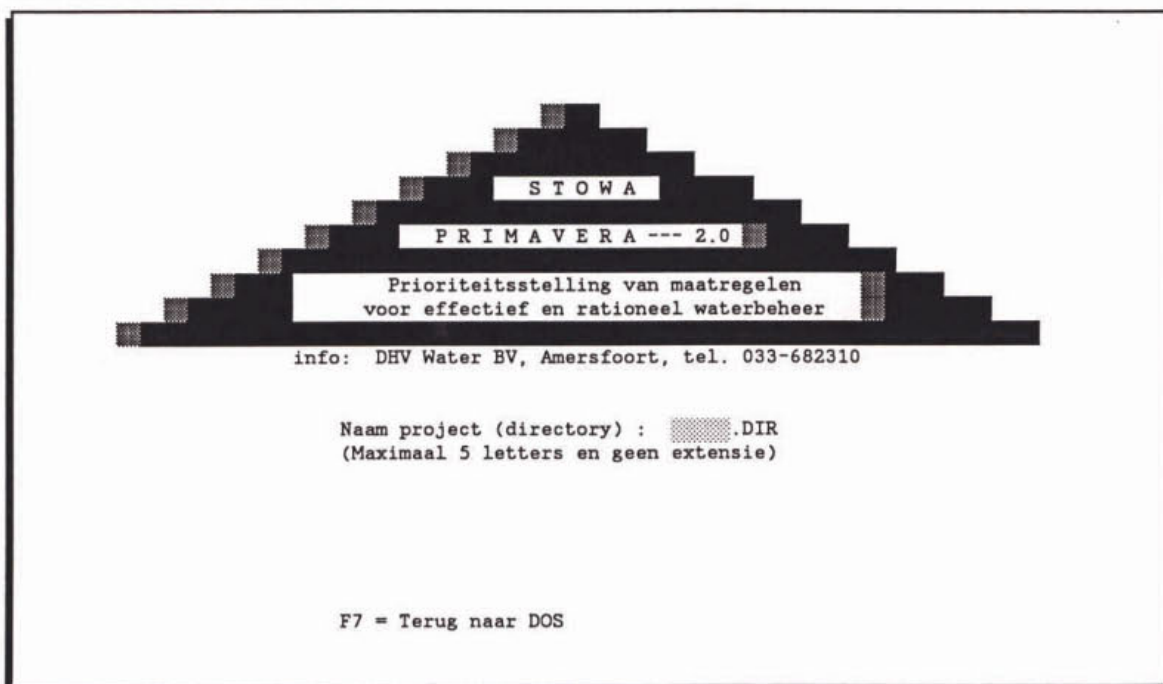 S T O W A
P R I M A V E R A --- 2.0
Prioriteitsstelling van maatregelen
voor effectief en rationeel waterbeheer
info: DHV Water BV, Amersfoort, tel. 033-682310
Naam project (directory) : .DIR
(Maximaal 5 letters en geen extensie)
F7 = Terug naar DOS